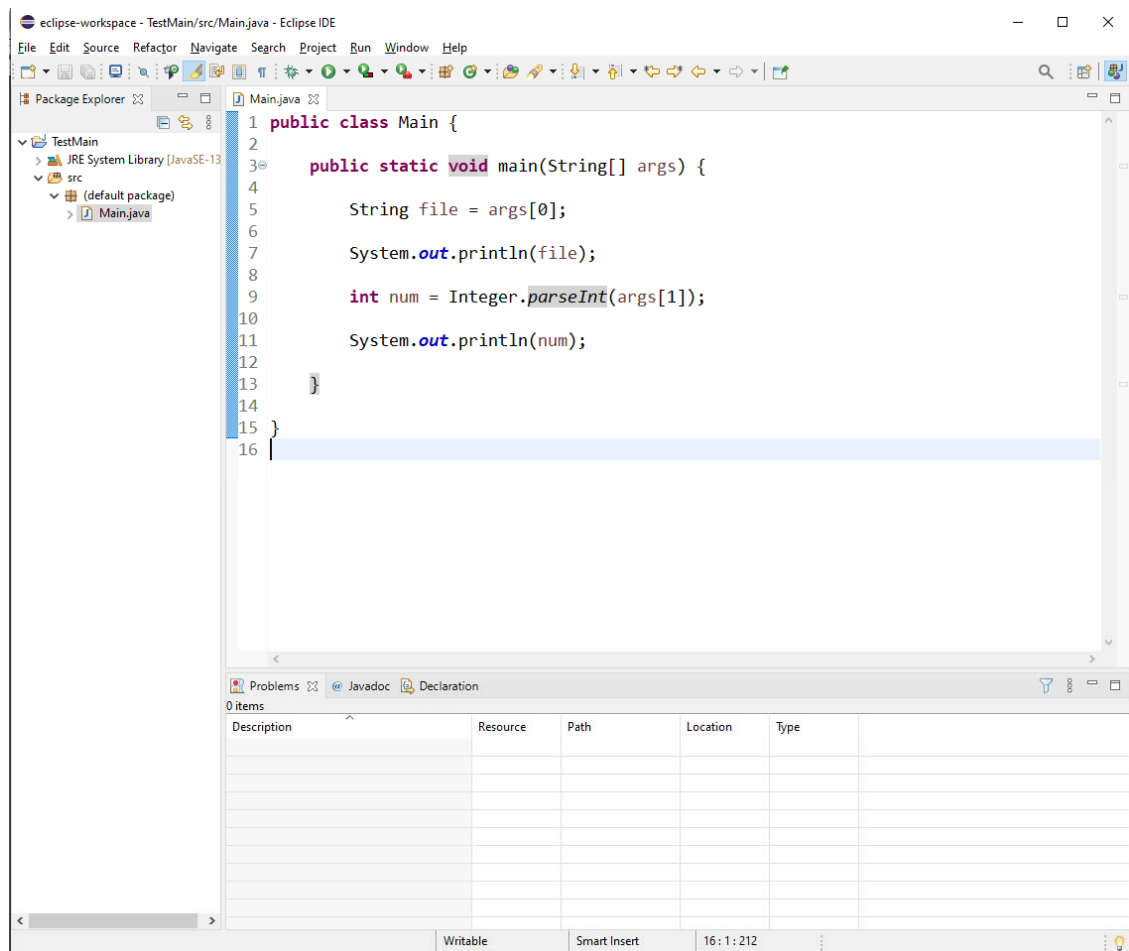 eclipse-workspace - TestMain/src/Main.java - Eclipse IDE
File Edit Source Refactor Navigate Search Project Run Window Help
Package Explorer
TestMain
JRE System Library [JavaSE-13
src
(default package)
Main.java
Main.java
1 public class Main {
2
3 public static void main(String[] args) {
4
5 String file = args[0];
6
7 System.out.println(file);
8
9 int num = Integer.parseInt(args[1]);
10
11 System.out.println(num);
12
13 }
14
15 }
16
Problems @ Javadoc Declaration
0 items
Description Resource Path Location Type
Writable Smart Insert 16 : 1 : 212